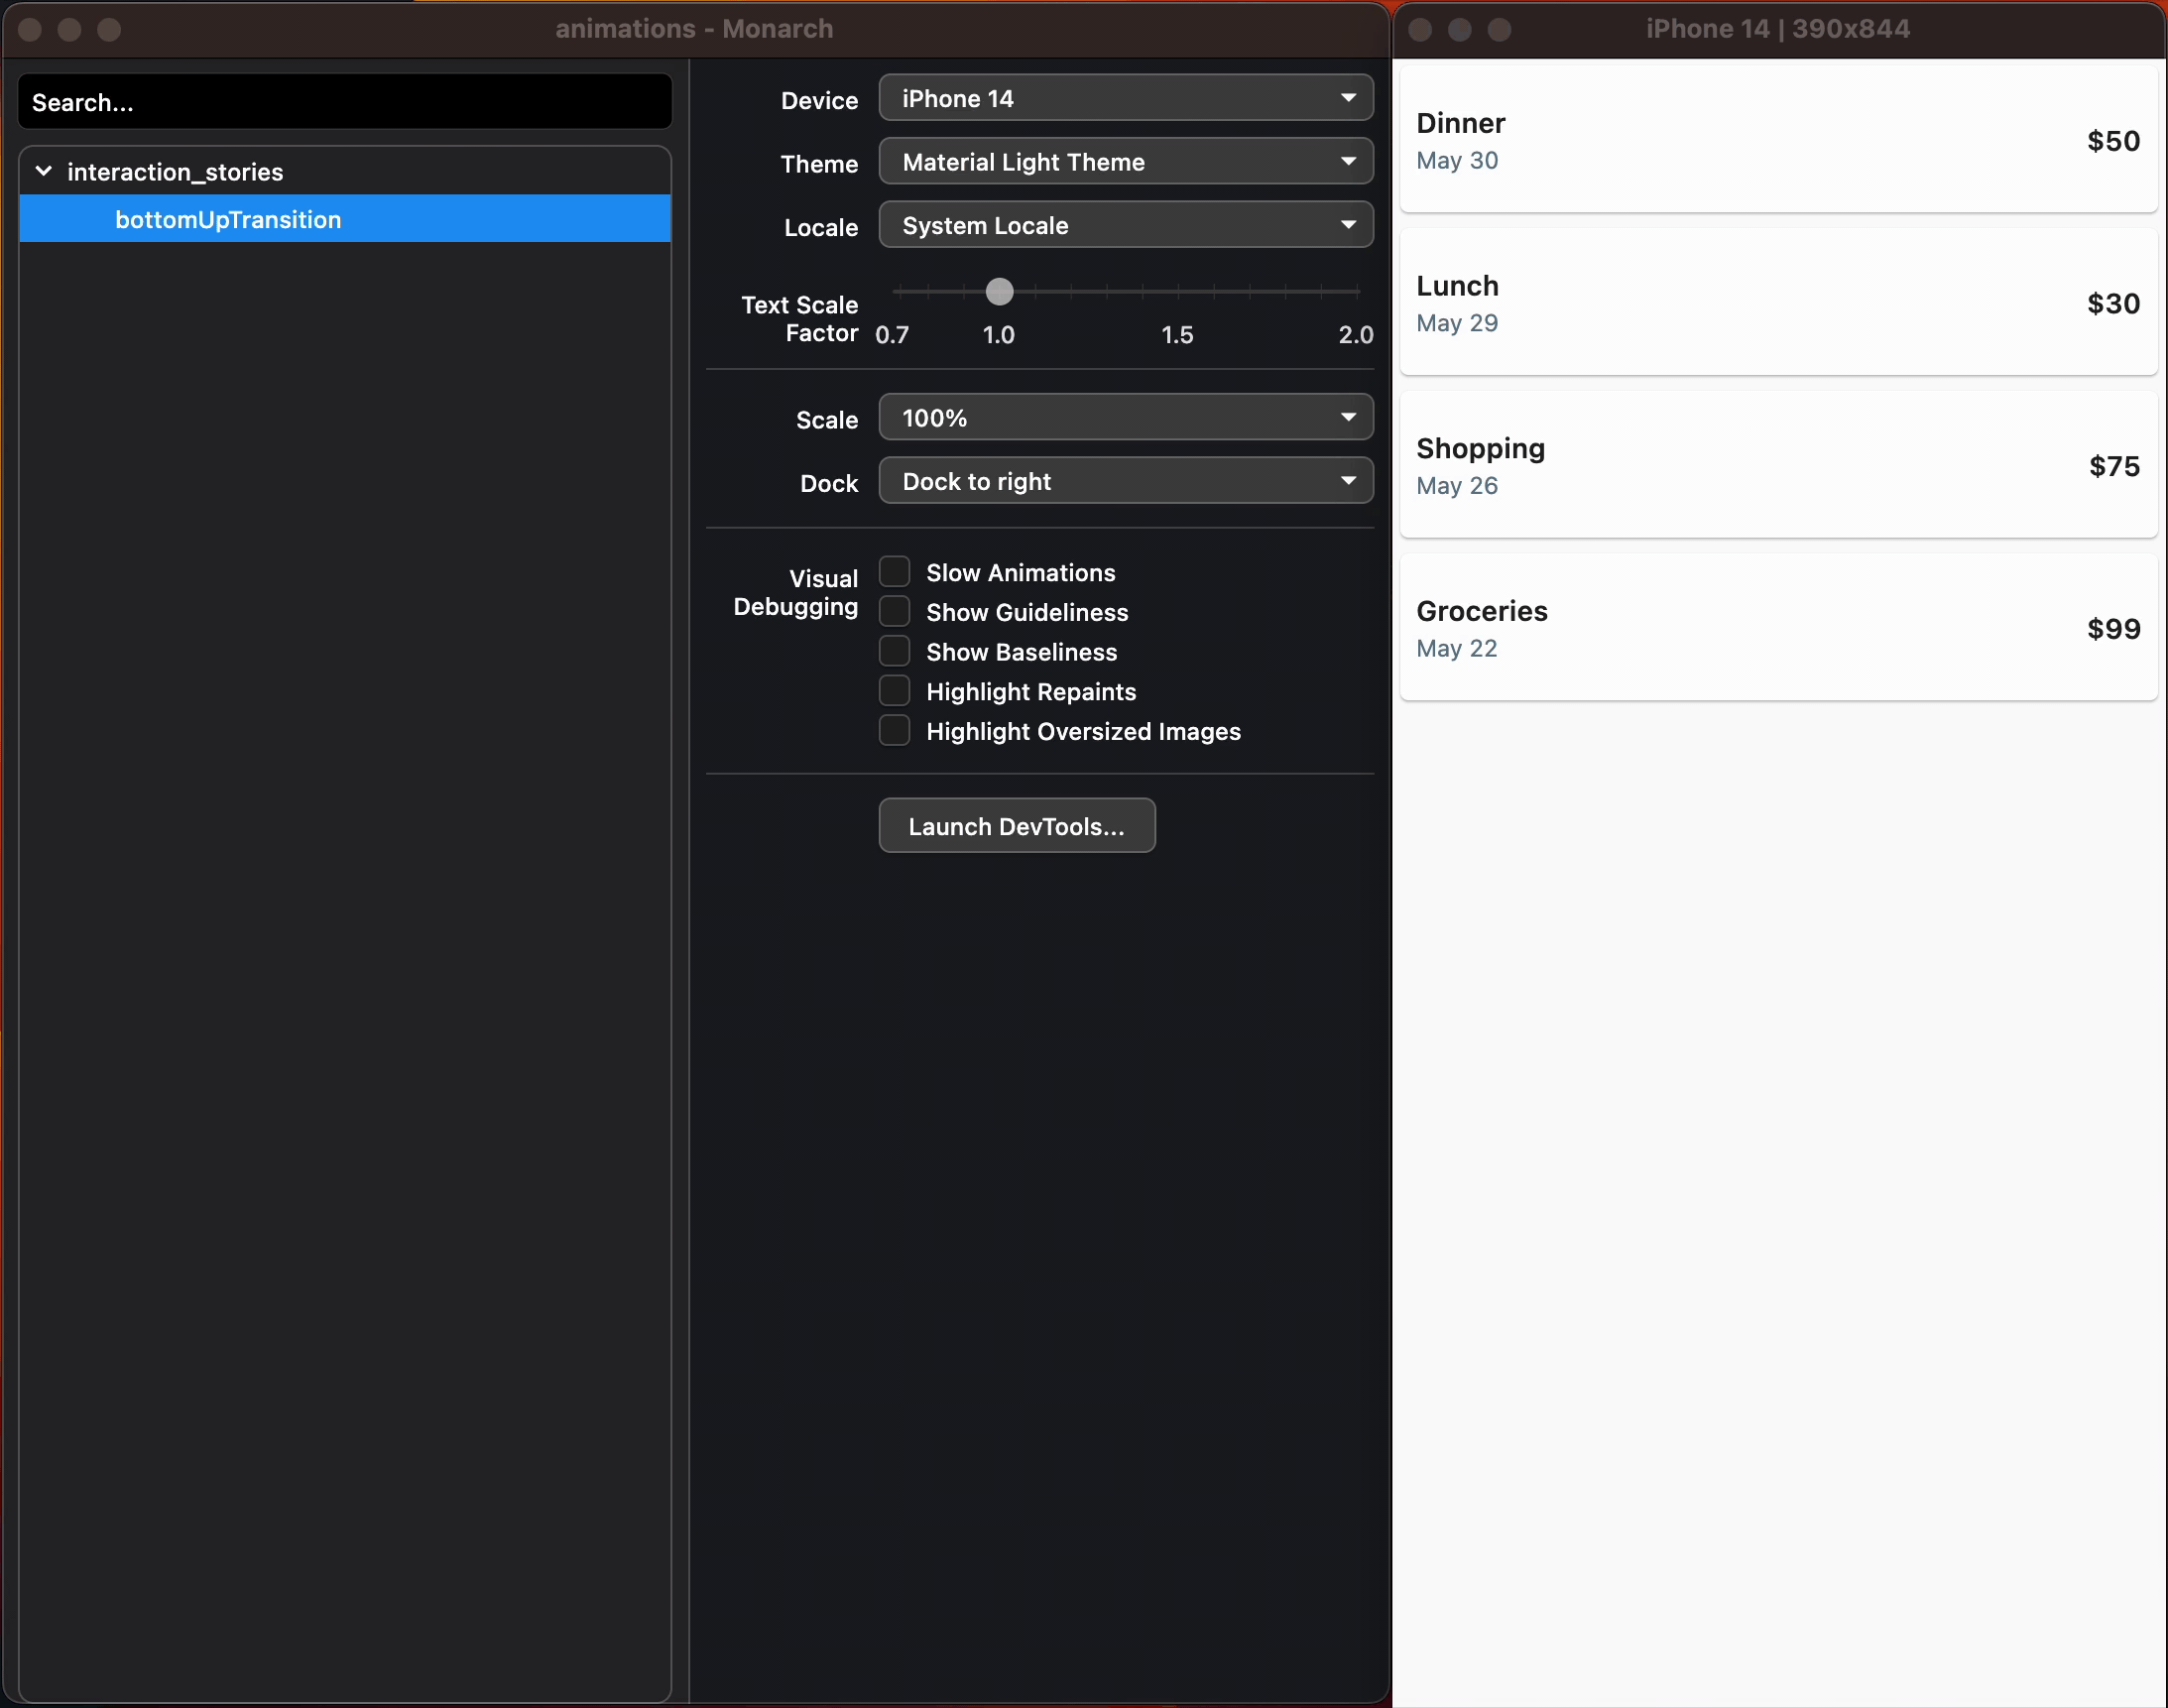 animations - Monarch
Search...
interaction_stories
bottomUpTransition
Device
iPhone 14
Theme
Material Light Theme
Locale
System Locale
Text Scale
Factor
0.7
1.0
1.5
2.0
Scale
100%
Dock
Dock to right
Visual
Debugging
Slow Animations
Show Guideliness
Show Baseliness
Highlight Repaints
Highlight Oversized Images
Launch DevTools...
iPhone 14 | 390x844
Dinner
May 30
$50
Lunch
May 29
$30
Shopping
May 26
$75
Groceries
May 22
$99